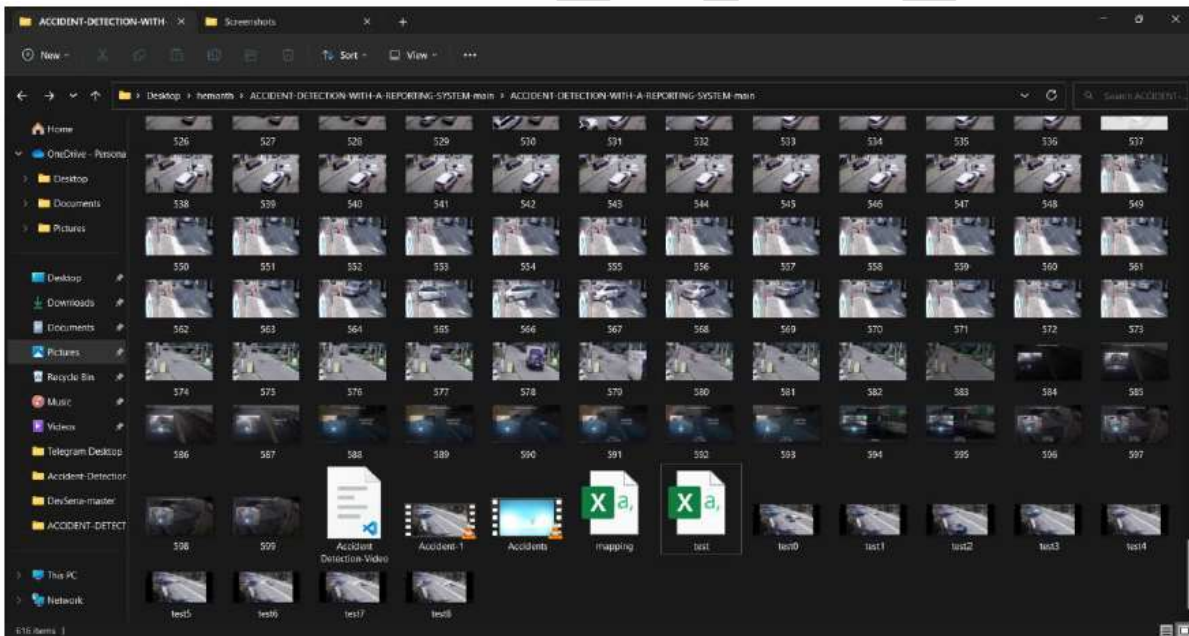 ACCIDENT-DETECTION-WITH-
Screenshots
New
Sort
View
Desktop > hemanth > ACCIDENT-DETECTION-WITH-A-REPORTING-SYSTEM-main > ACCIDENT-DETECTION-WITH-A-REPORTING-SYSTEM-main
Search ACCIDENT-...
Home
OneDrive - Persona
Desktop
Documents
Pictures
Desktop
Downloads
Documents
Pictures
Recycle Bin
Music
Videos
Telegram Desktop
Accident-Detection
DevSena-master
ACCIDENT-DETECT
This PC
Network
526 527 528 529 530 531 532 533 534 535 536 537
538 539 540 541 542 543 544 545 546 547 548 549
550 551 552 553 554 555 556 557 558 559 560 561
562 563 564 565 566 567 568 569 570 571 572 573
574 575 576 577 578 579 580 581 582 583 584 585
586 587 588 589 590 591 592 593 594 595 596 597
598 599 Accident Detection-Video Accident-1 Accidents mapping test test0 test1 test2 test3 test4
test5 test6 test7 test8
616 items